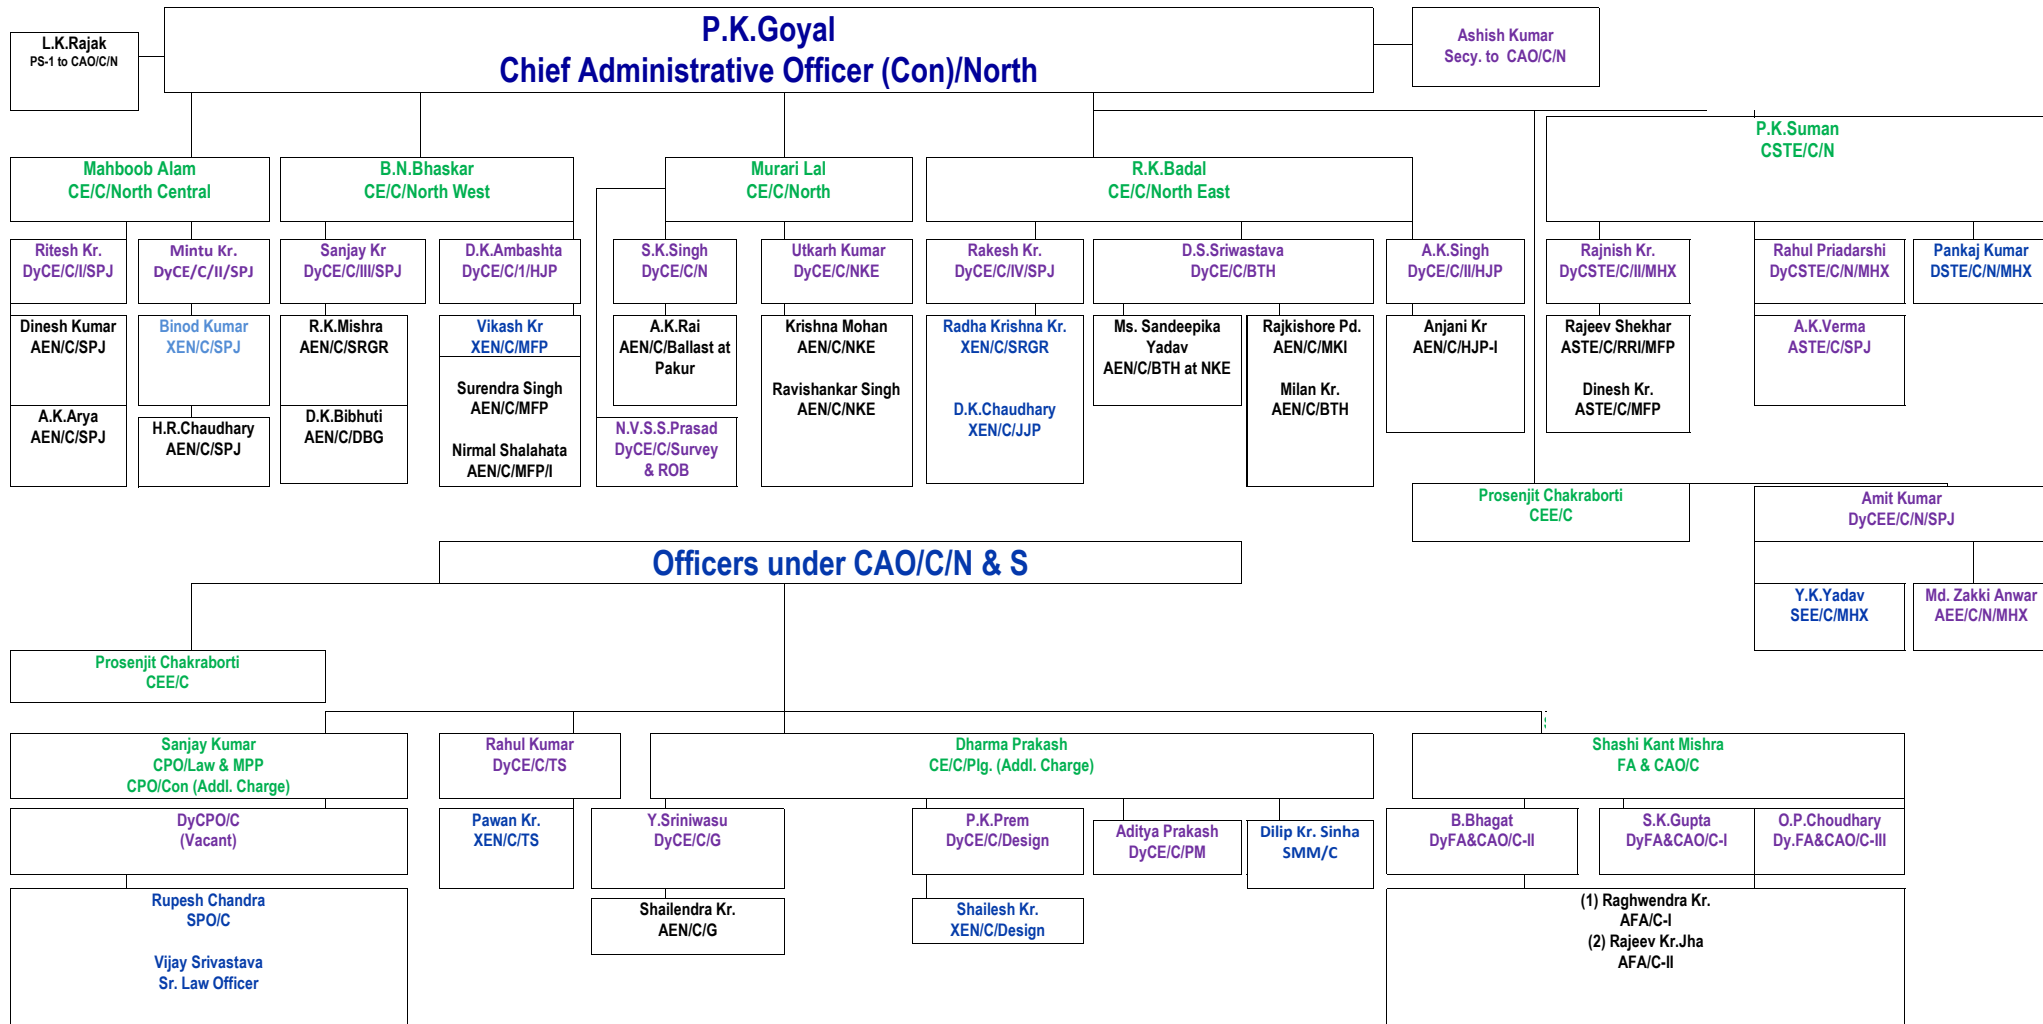 P.K.Goyal
Chief Administrative Officer (Con)/North
L.K.Rajak
PS-1 to CAO/C/N
Ashish Kumar
Secy. to CAO/C/N
Mahboob Alam
CE/C/North Central
B.N.Bhaskar
CE/C/North West
Murari Lal
CE/C/North
R.K.Badal
CE/C/North East
P.K.Suman
CSTE/C/N
Ritesh Kr.
DyCE/C/I/SPJ
Mintu Kr.
DyCE/C/II/SPJ
Sanjay Kr
DyCE/C/III/SPJ
D.K.Ambashta
DyCE/C/1/HJP
S.K.Singh
DyCE/C/N
Utkarh Kumar
DyCE/C/NKE
Rakesh Kr.
DyCE/C/IV/SPJ
D.S.Sriwastava
DyCE/C/BTH
A.K.Singh
DyCE/C/II/HJP
Rajnish Kr.
DyCSTE/C/II/MHX
Rahul Priadarshi
DyCSTE/C/N/MHX
Pankaj Kumar
DSTE/C/N/MHX
Dinesh Kumar
AEN/C/SPJ
A.K.Arya
AEN/C/SPJ
Binod Kumar
XEN/C/SPJ
H.R.Chaudhary
AEN/C/SPJ
R.K.Mishra
AEN/C/SRGR
D.K.Bibhuti
AEN/C/DBG
Vikash Kr
XEN/C/MFP
Surendra Singh
AEN/C/MFP
Nirmal Shalahata
AEN/C/MFP/I
A.K.Rai
AEN/C/Ballast at
Pakur
N.V.S.S.Prasad
DyCE/C/Survey
& ROB
Krishna Mohan
AEN/C/NKE
Ravishankar Singh
AEN/C/NKE
Radha Krishna Kr.
XEN/C/SRGR
D.K.Chaudhary
XEN/C/JJP
Ms. Sandeepika
Yadav
AEN/C/BTH at NKE
Rajkishore Pd.
AEN/C/MKI
Milan Kr.
AEN/C/BTH
Anjani Kr
AEN/C/HJP-I
Rajeev Shekhar
ASTE/C/RRI/MFP
Dinesh Kr.
ASTE/C/MFP
A.K.Verma
ASTE/C/SPJ
Prosenjit Chakraborti
CEE/C
Amit Kumar
DyCEE/C/N/SPJ
Y.K.Yadav
SEE/C/MHX
Md. Zakki Anwar
AEE/C/N/MHX
Officers under CAO/C/N & S
Prosenjit Chakraborti
CEE/C
Sanjay Kumar
CPO/Law & MPP
CPO/Con (Addl. Charge)
Rahul Kumar
DyCE/C/TS
Dharma Prakash
CE/C/Plg. (Addl. Charge)
Shashi Kant Mishra
FA & CAO/C
DyCPO/C
(Vacant)
Pawan Kr.
XEN/C/TS
Y.Sriniwasu
DyCE/C/G
P.K.Prem
DyCE/C/Design
Aditya Prakash
DyCE/C/PM
Dilip Kr. Sinha
SMM/C
B.Bhagat
DyFA&CAO/C-II
S.K.Gupta
DyFA&CAO/C-I
O.P.Choudhary
Dy.FA&CAO/C-III
Rupesh Chandra
SPO/C
Vijay Srivastava
Sr. Law Officer
Shailendra Kr.
AEN/C/G
Shailesh Kr.
XEN/C/Design
(1) Raghwendra Kr.
AFA/C-I
(2) Rajeev Kr.Jha
AFA/C-II